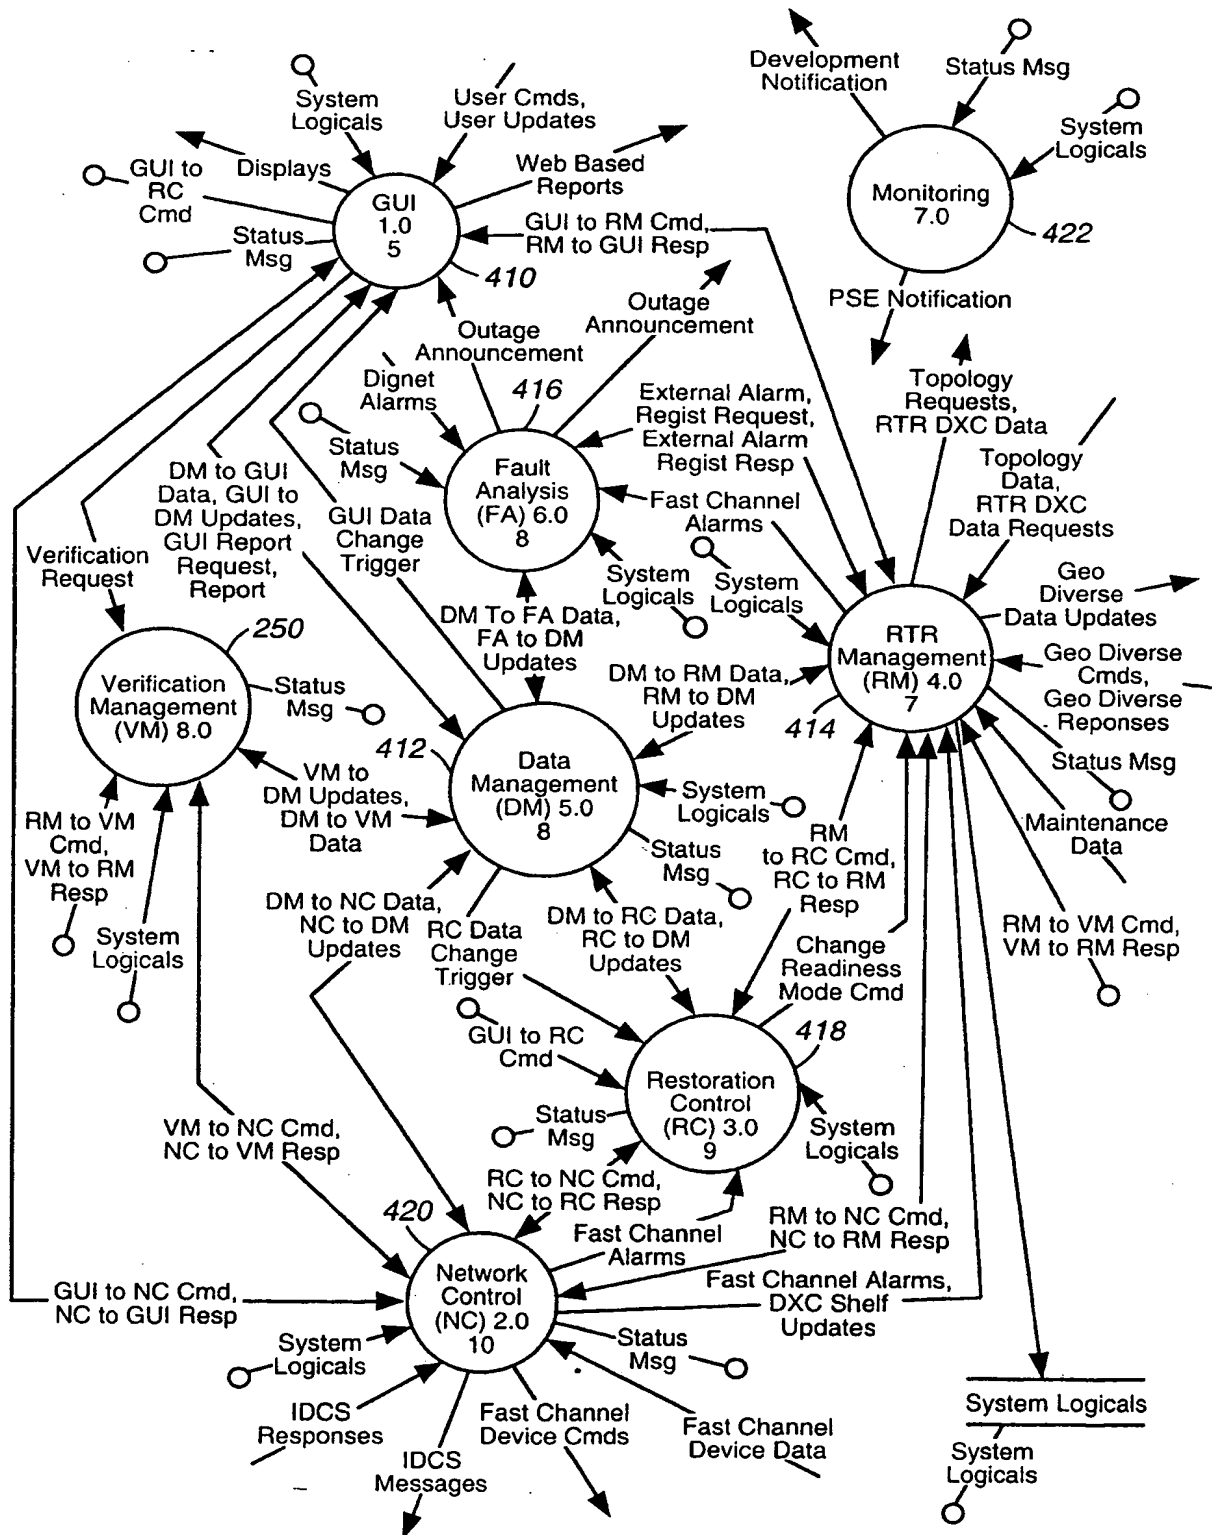 Development
Notification
Status Msg
System
Logicals
Monitoring
7.0
422
PSE Notification
System
Logicals
User Cmds,
User Updates
Displays
Web Based
Reports
GUI to
RC
Cmd
GUI
1.0
5
Status
Msg
410
GUI to RM Cmd,
RM to GUI Resp
Outage
Announcement
Outage
Announcement
Dignet
Alarms
416
Status
Msg
Fault
Analysis
(FA) 6.0
8
External Alarm,
Regist Request,
External Alarm
Regist Resp
Fast Channel
Alarms
Topology
Requests,
RTR DXC Data
Topology
Data,
RTR DXC
Data Requests
DM to GUI
Data, GUI to
DM Updates,
GUI Report
Request,
Report
GUI Data
Change
Trigger
Verification
Request
System
Logicals
System
Logicals
Geo
Diverse
Data Updates
DM To FA Data,
FA to DM
Updates
RTR
Management
(RM) 4.0
7
Geo Diverse
Cmds,
Geo Diverse
Reponses
250
Verification
Management
(VM) 8.0
Status
Msg
DM to RM Data,
RM to DM
Updates
414
Status Msg
412
Data
Management
(DM) 5.0
8
VM to
DM Updates,
DM to VM
Data
System
Logicals
Maintenance
Data
RM to VM
Cmd,
VM to RM
Resp
RM
to RC Cmd,
RC to RM
Resp
Status
Msg
System
Logicals
DM to NC Data,
NC to DM
Updates
RC Data
Change
Trigger
DM to RC Data,
RC to DM
Updates
Change
Readiness
Mode Cmd
RM to VM Cmd,
VM to RM Resp
GUI to RC
Cmd
418
Restoration
Control
(RC) 3.0
9
Status
Msg
System
Logicals
VM to NC Cmd,
NC to VM Resp
RC to NC Cmd,
NC to RC Resp
420
Fast Channel
Alarms
RM to NC Cmd,
NC to RM Resp
Network
Control
(NC) 2.0
10
GUI to NC Cmd,
NC to GUI Resp
Fast Channel Alarms,
DXC Shelf
Updates
System
Logicals
Status
Msg
IDCS
Responses
Fast Channel
Device Cmds
Fast Channel
Device Data
IDCS
Messages
System Logicals
System
Logicals